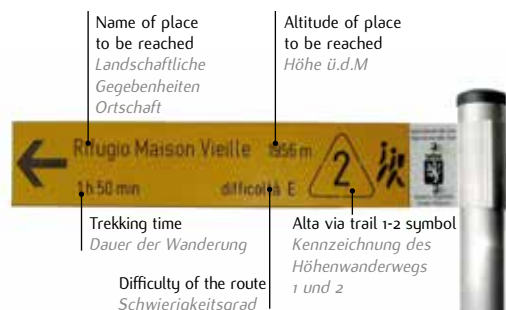 Name of place
to be reached
Landschaftliche
Gegebenheiten
Ortschaft
Altitude of place
to be reached
Höhe ü.d.M
Rifugio Maison Vieille 1956 m
1 h 50 min difficoltà E
2
Trekking time
Dauer der Wanderung
Alta via trail 1-2 symbol
Kennzeichnung des
Höhenwanderwegs
1 und 2
Difficulty of the route
Schwierigkeitsgrad